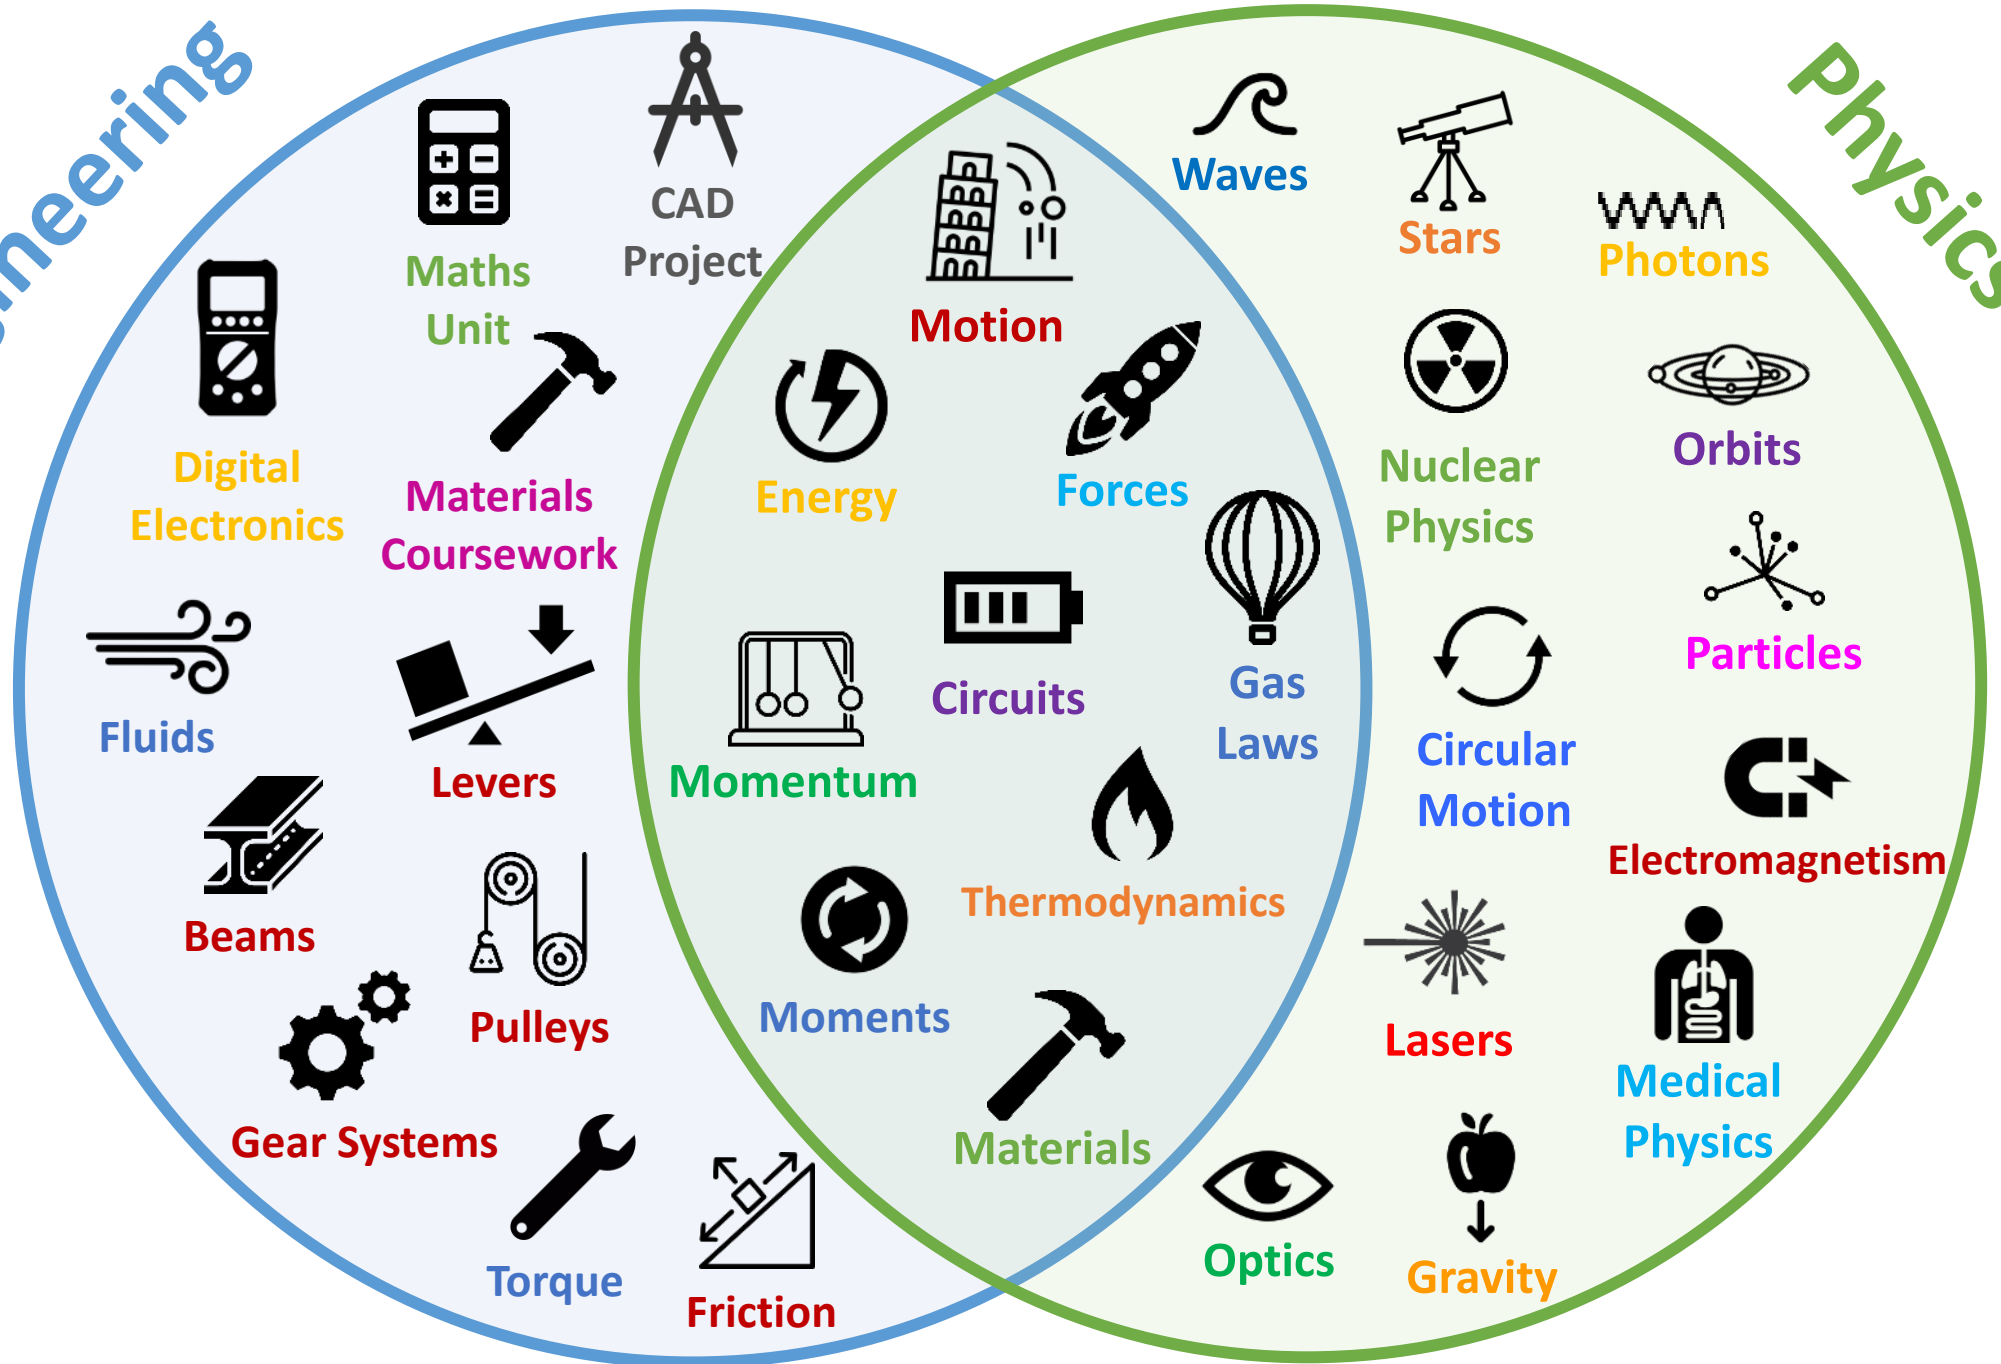 Physics
CAD
Project
Maths
Unit
Digital
Electronics
Materials
Coursework
Fluids
Levers
Beams
Pulleys
Gear Systems
Torque
Friction
Motion
Energy
Forces
Circuits
Gas
Laws
Momentum
Thermodynamics
Moments
Materials
Waves
Stars
Photons
Nuclear
Physics
Orbits
Particles
Circular
Motion
Electromagnetism
Lasers
Medical
Physics
Optics
Gravity